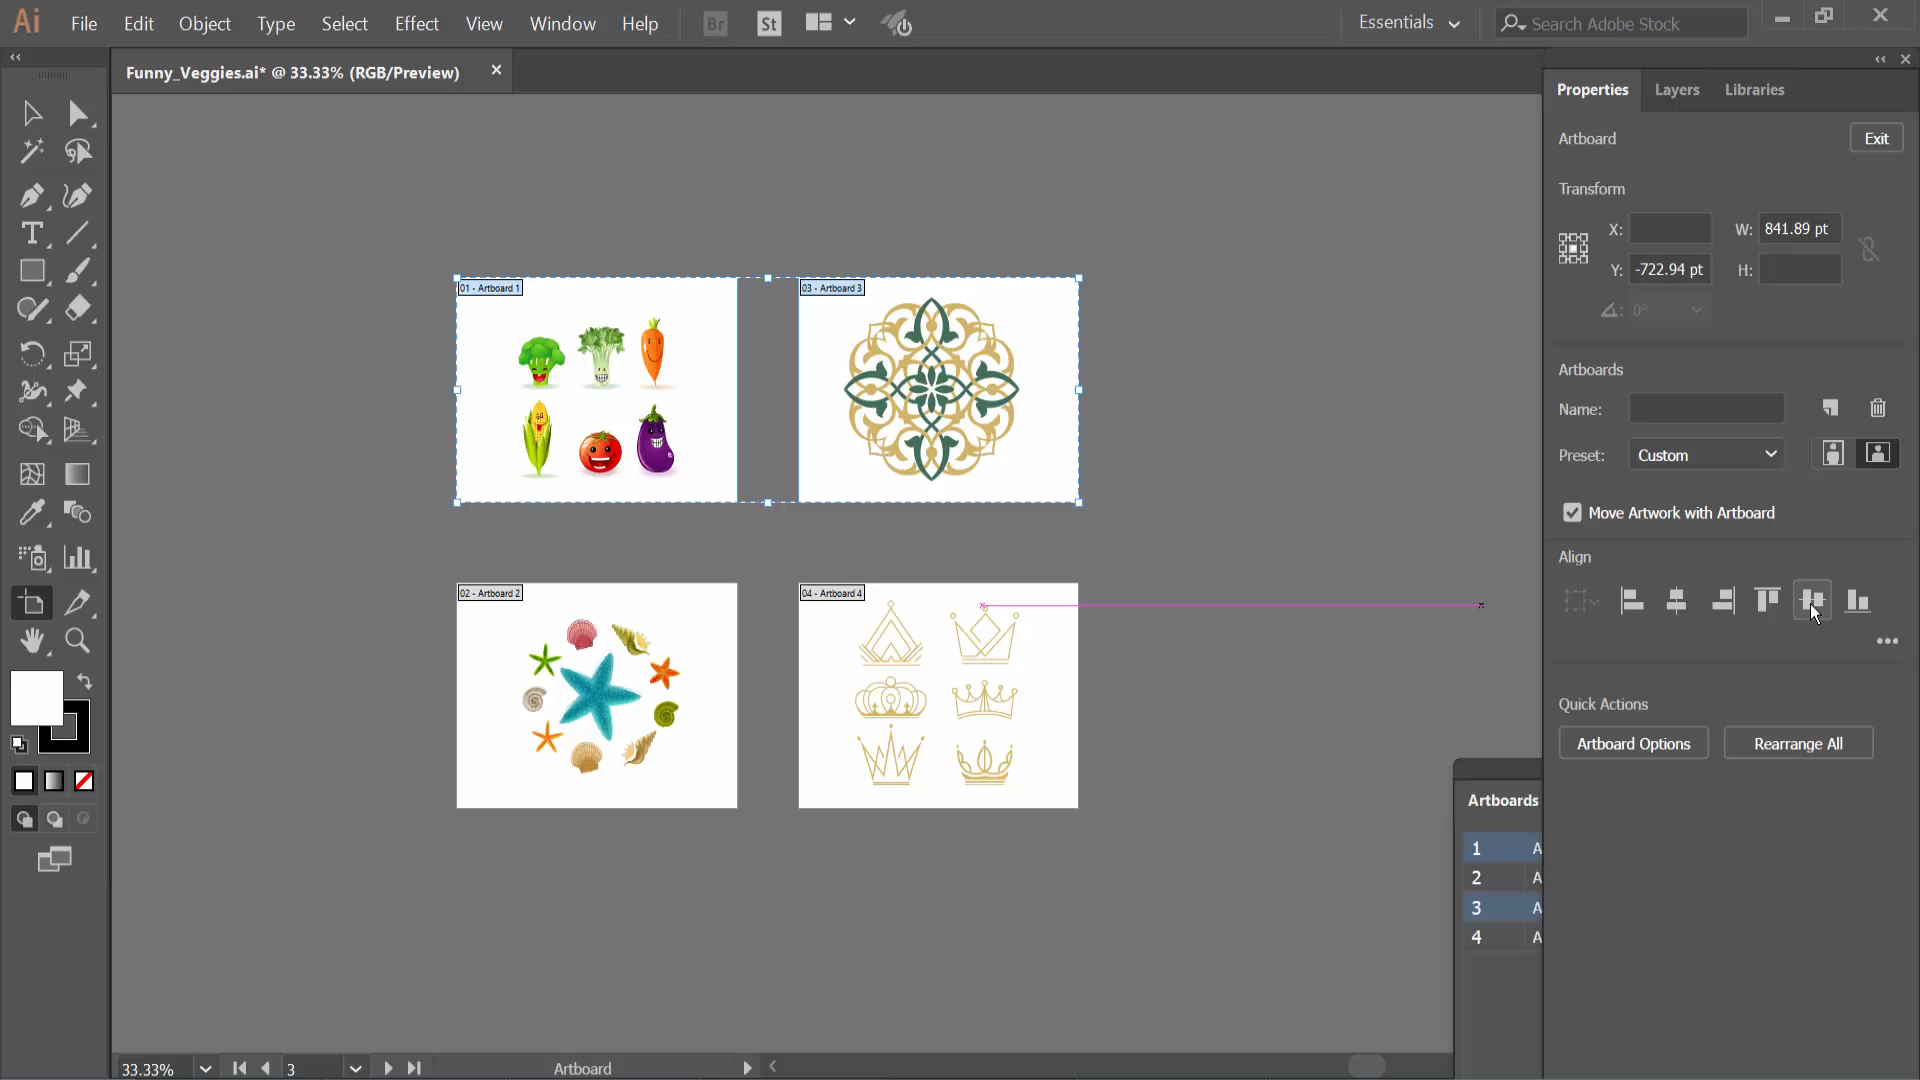 Ai File Edit Object Type Select Effect View Window Help Br St Essentials Search Adobe Stock
Funny_Veggies.ai* @ 33.33% (RGB/Preview)
Properties Layers Libraries
Artboard Exit
Transform
X: W: 841.89 pt
Y: -722.94 pt H:
0°
Artboards
Name:
Preset: Custom
Move Artwork with Artboard
Align
Quick Actions
Artboard Options Rearrange All
01 - Artboard 1 03 - Artboard 3
02 - Artboard 2 04 - Artboard 4
Artboards
1 A
2 A
3 A
4 A
33.33% 3 Artboard